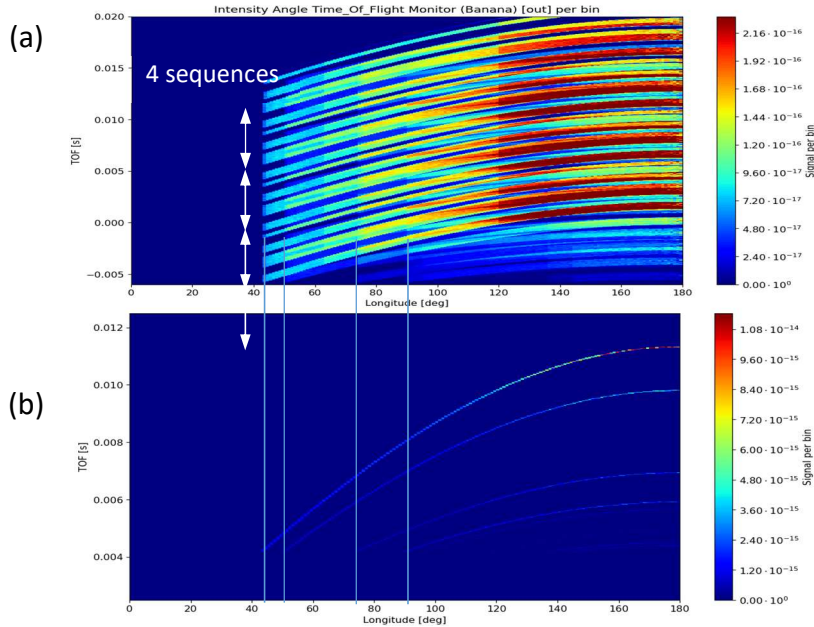 (a)
Intensity Angle Time_Of_Flight Monitor (Banana) [out] per bin
4 sequences
TOF [s]
0.020
0.015
0.010
0.005
0.000
−0.005
0 20 40 60 80 100 120 140 160 180
Longitude [deg]
Signal per bin
2.16 · 10⁻¹⁶
1.92 · 10⁻¹⁶
1.68 · 10⁻¹⁶
1.44 · 10⁻¹⁶
1.20 · 10⁻¹⁶
9.60 · 10⁻¹⁷
7.20 · 10⁻¹⁷
4.80 · 10⁻¹⁷
2.40 · 10⁻¹⁷
0.00 · 10⁰
(b)
TOF [s]
0.012
0.010
0.008
0.006
0.004
0 20 40 60 80 100 120 140 160 180
Longitude [deg]
Signal per bin
1.08 · 10⁻¹⁴
9.60 · 10⁻¹⁵
8.40 · 10⁻¹⁵
7.20 · 10⁻¹⁵
6.00 · 10⁻¹⁵
4.80 · 10⁻¹⁵
3.60 · 10⁻¹⁵
2.40 · 10⁻¹⁵
1.20 · 10⁻¹⁵
0.00 · 10⁰